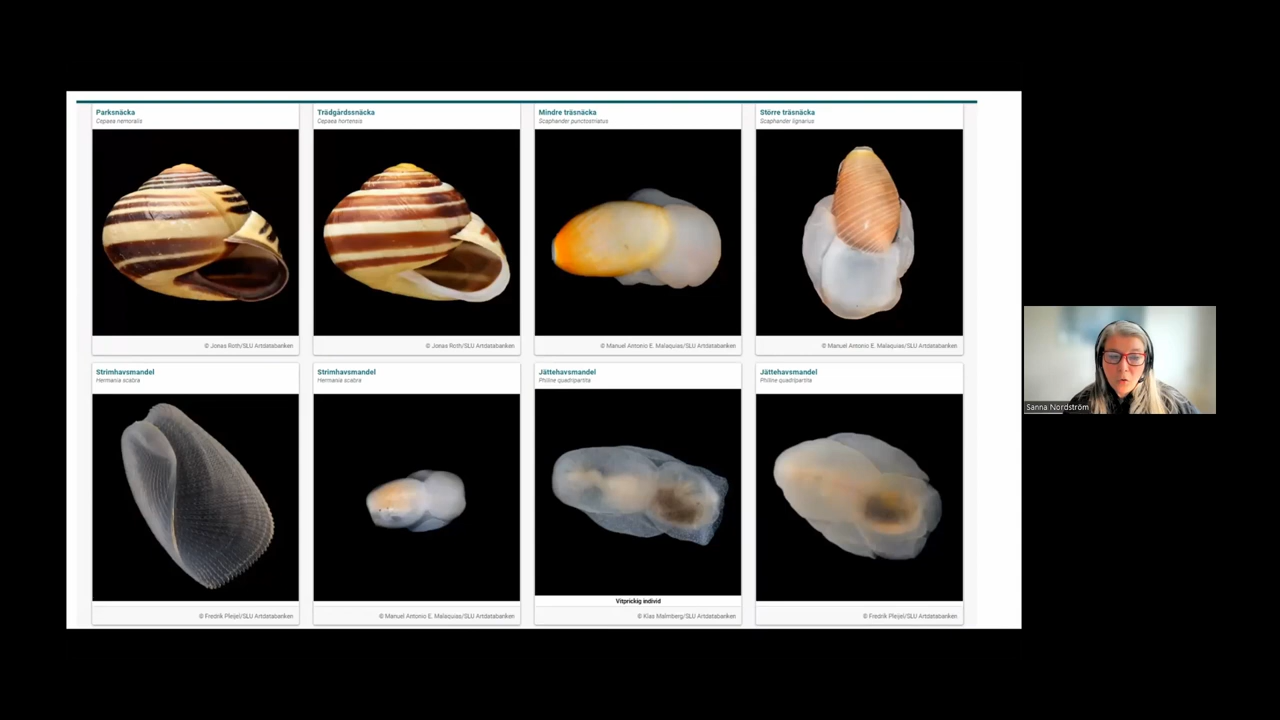 Parksnäcka
Cepaea nemoralis
Trädgårdssnäcka
Cepaea hortensis
Mindre träsnäcka
Scaphander punctostriatus
Större träsnäcka
Scaphander lignarius
© Jonas Roth/SLU Artdatabanken
© Jonas Roth/SLU Artdatabanken
© Manuel Antonio E. Malaquias/SLU Artdatabanken
© Manuel Antonio E. Malaquias/SLU Artdatabanken
Strimhavsmandel
Hermania scabra
Strimhavsmandel
Hermania scabra
Jättehavsmandel
Philine quadripartita
Jättehavsmandel
Philine quadripartita
Vitprickig individ
© Fredrik Pleijel/SLU Artdatabanken
© Manuel Antonio E. Malaquias/SLU Artdatabanken
© Klas Malmberg/SLU Artdatabanken
© Fredrik Pleijel/SLU Artdatabanken
Sanna Nordström